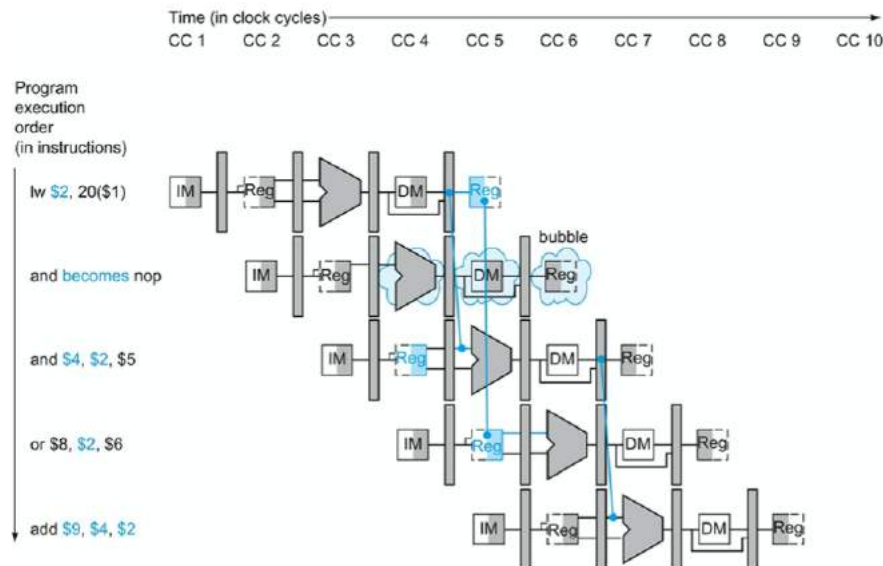 Time (in clock cycles)
CC 1 CC 2 CC 3 CC 4 CC 5 CC 6 CC 7 CC 8 CC 9 CC 10
Program
execution
order
(in instructions)
lw $2, 20($1)
IM Reg DM Reg
bubble
and becomes nop
IM Reg DM Reg
and $4, $2, $5
IM Reg DM Reg
or $8, $2, $6
IM Reg DM Reg
add $9, $4, $2
IM Reg DM Reg